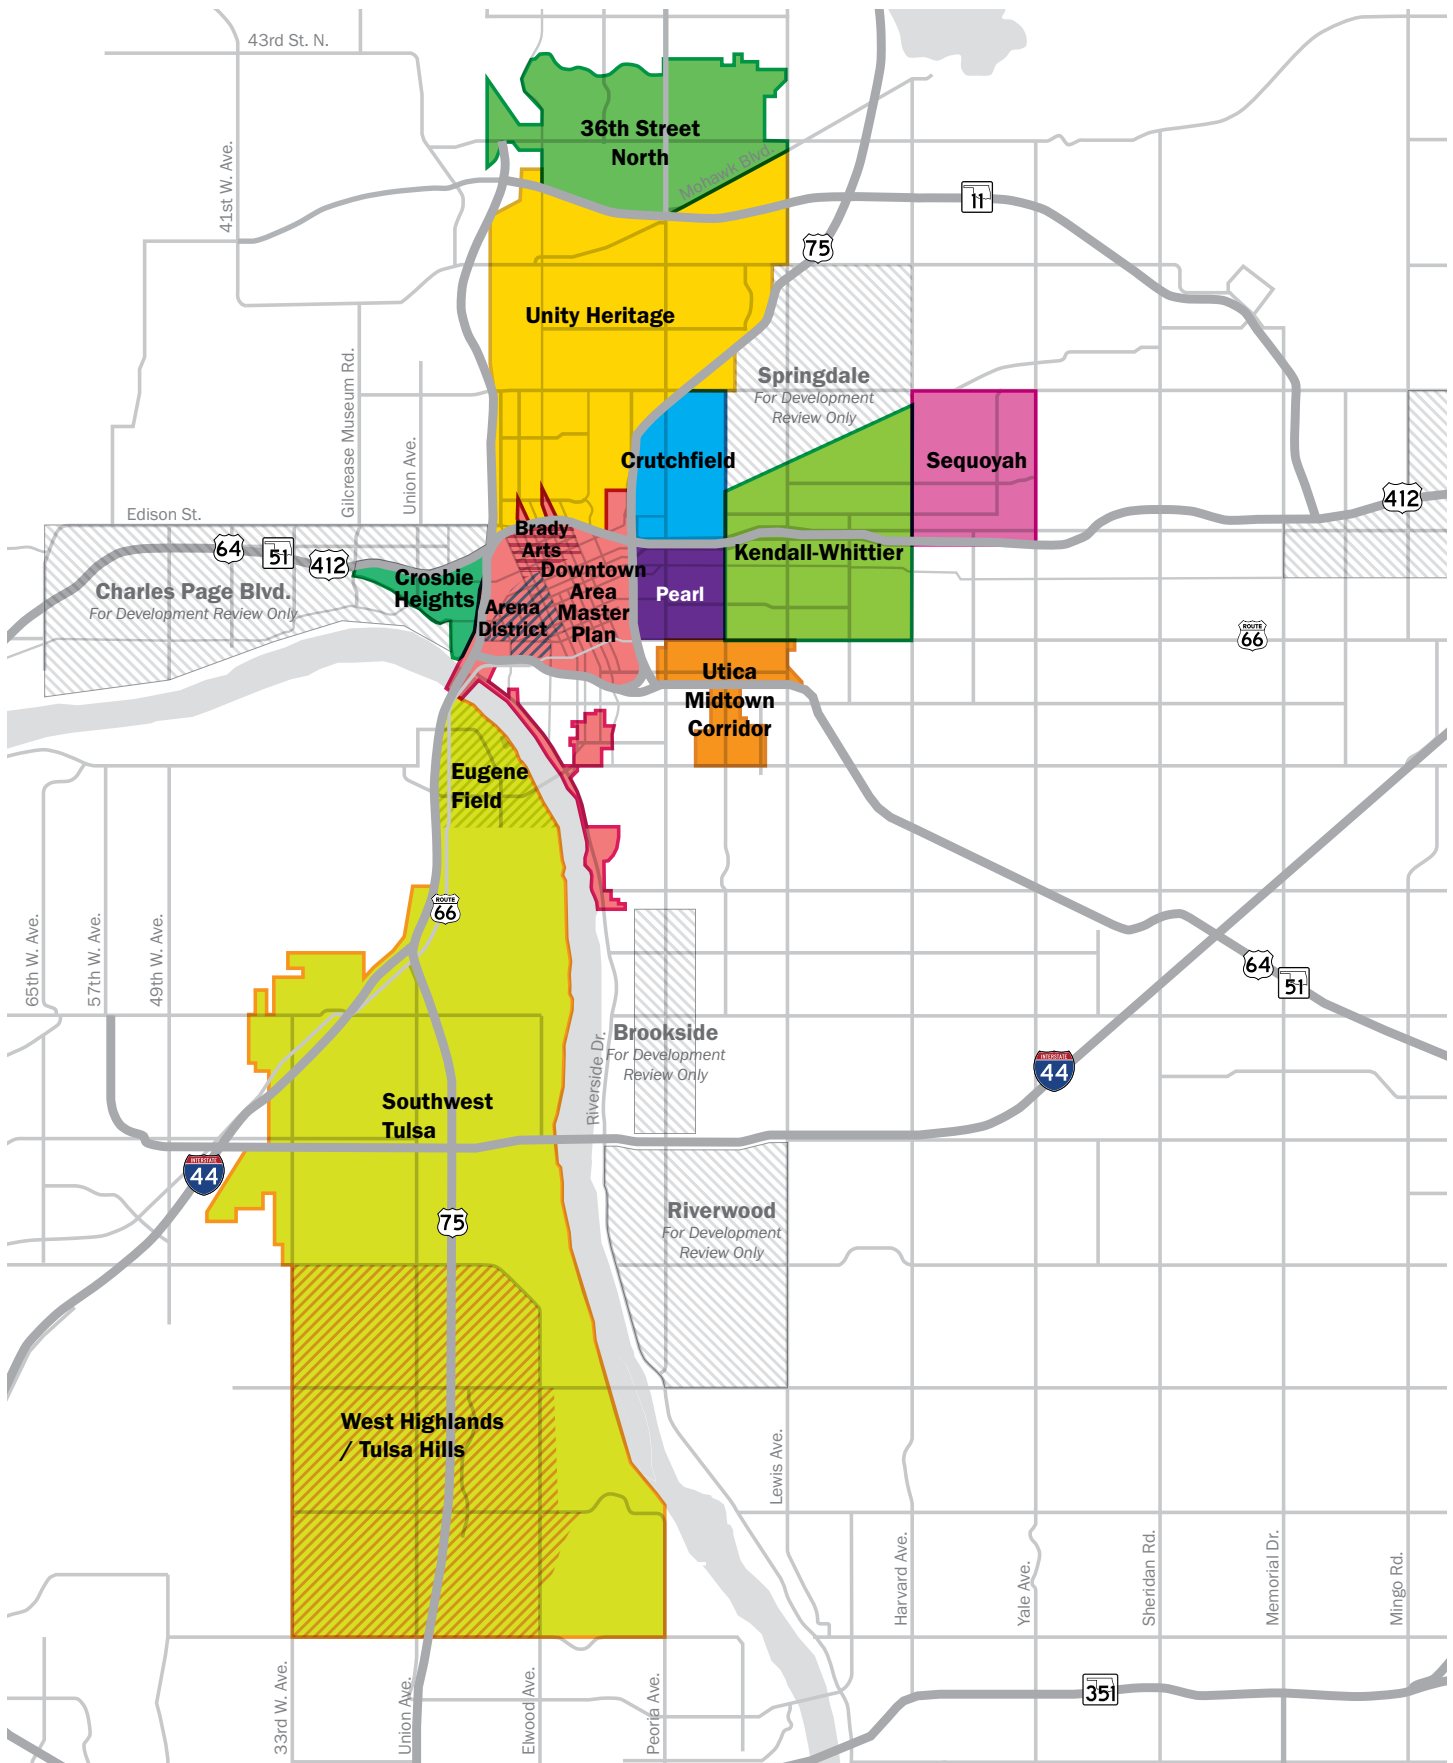 43rd St. N.
36th Street
North
Mohawk Blvd.
41st W. Ave.
11
75
Unity Heritage
Gilcrease Museum Rd.
Springdale
For Development
Review Only
Union Ave.
Crutchfield
Sequoyah
412
Edison St.
Brady
Arts
64
51
412
Kendall-Whittier
Crosbie
Heights
Downtown
Area
Master
Plan
Charles Page Blvd.
For Development Review Only
Pearl
Arena
District
ROUTE
66
Utica
Midtown
Corridor
Eugene
Field
ROUTE
66
65th W. Ave.
57th W. Ave.
49th W. Ave.
64
51
Brookside
For Development
Review Only
Riverside Dr.
INTERSTATE
44
Southwest
Tulsa
INTERSTATE
44
75
Riverwood
For Development
Review Only
West Highlands
/ Tulsa Hills
Lewis Ave.
Harvard Ave.
Yale Ave.
Sheridan Rd.
Memorial Dr.
Mingo Rd.
33rd W. Ave.
Union Ave.
Elwood Ave.
Peoria Ave.
351